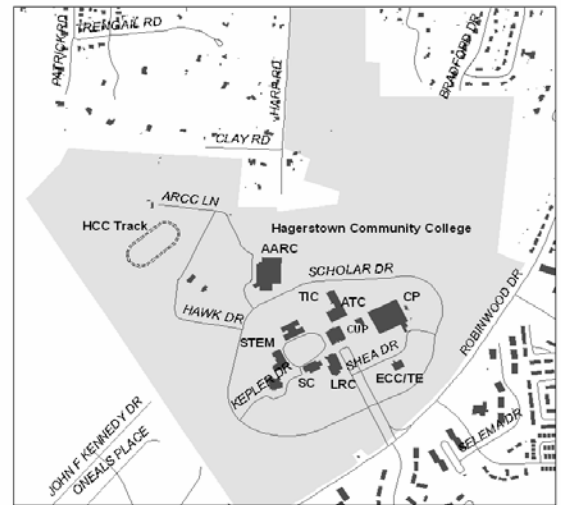 RENGAIL RD
PATRICK RD
BRADFORD DR
HARP RD
CLAY RD
ARCC LN
HCC Track
Hagerstown Community College
AARC
SCHOLAR DR
TIC
ATC
CP
HAWK DR
CUP
ROBINWOOD DR
STEM
SHEA DR
KEPLER DR
SC
LRC
ECC/TE
JOHN F KENNEDY DR
ONEALS PLACE
SELEMA DR